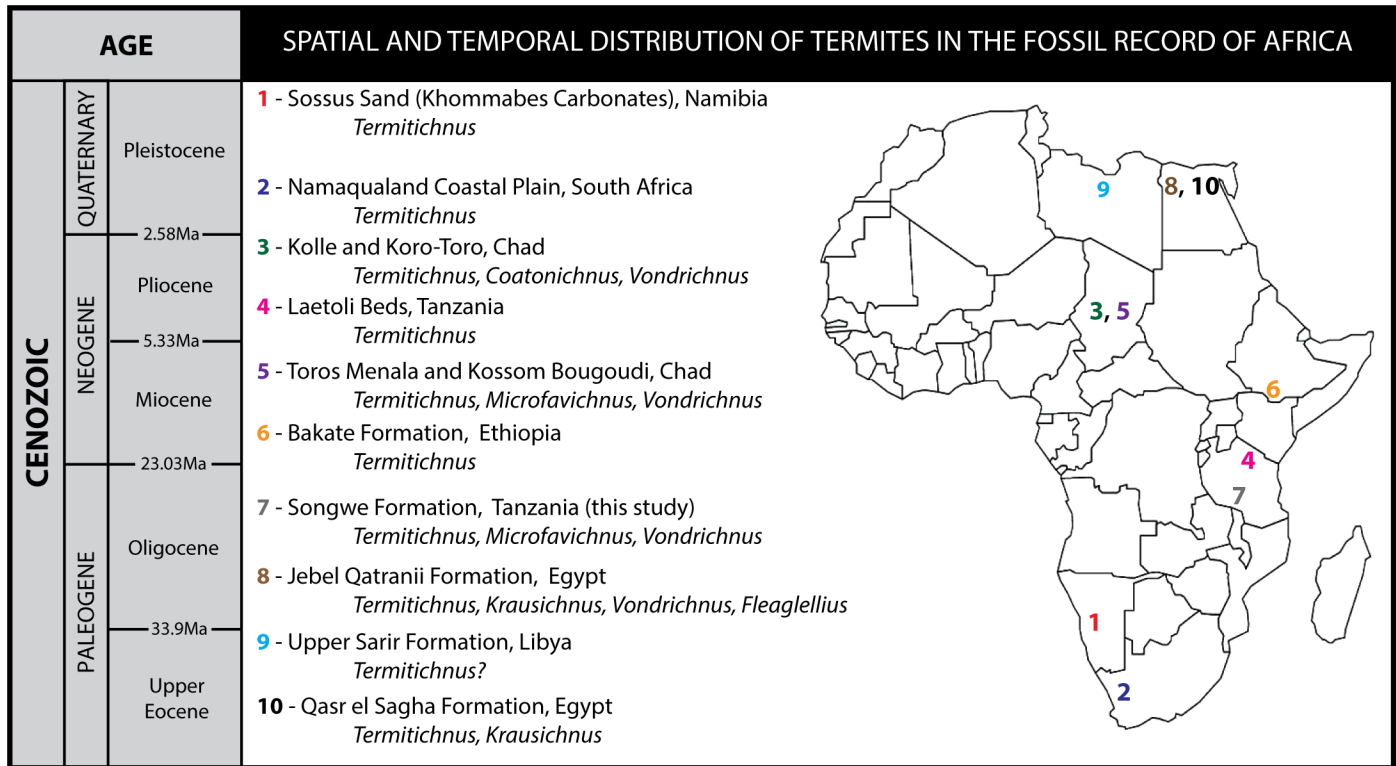 AGE
SPATIAL AND TEMPORAL DISTRIBUTION OF TERMITES IN THE FOSSIL RECORD OF AFRICA
CENOZOIC
QUATERNARY
Pleistocene
2.58Ma
NEOGENE
Pliocene
5.33Ma
Miocene
23.03Ma
PALEOGENE
Oligocene
33.9Ma
Upper
Eocene
1 - Sossus Sand (Khommabes Carbonates), Namibia
Termitichnus
2 - Namaqualand Coastal Plain, South Africa
Termitichnus
3 - Kolle and Koro-Toro, Chad
Termitichnus, Coatonichnus, Vondrichnus
4 - Laetoli Beds, Tanzania
Termitichnus
5 - Toros Menala and Kossom Bougoudi, Chad
Termitichnus, Microfavichnus, Vondrichnus
6 - Bakate Formation, Ethiopia
Termitichnus
7 - Songwe Formation, Tanzania (this study)
Termitichnus, Microfavichnus, Vondrichnus
8 - Jebel Qatranii Formation, Egypt
Termitichnus, Krausichnus, Vondrichnus, Fleaglellius
9 - Upper Sarir Formation, Libya
Termitichnus?
10 - Qasr el Sagha Formation, Egypt
Termitichnus, Krausichnus
9
8, 10
3, 5
6
4
7
1
2